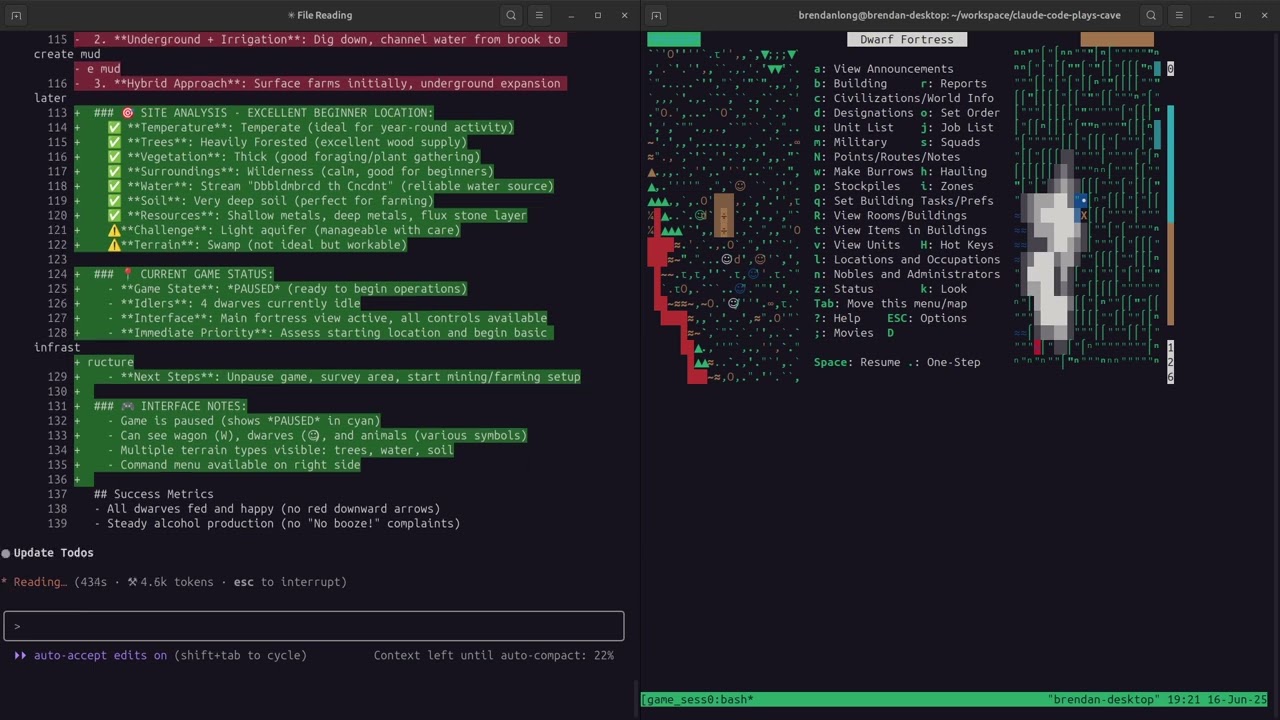 ✳ File Reading
115 -  2. **Underground + Irrigation**: Dig down, channel water from brook to
create mud
- e mud
116 -  3. **Hybrid Approach**: Surface farms initially, underground expansion
later
113 +  ### 🎯 SITE ANALYSIS - EXCELLENT BEGINNER LOCATION:
114 +    ✅ **Temperature**: Temperate (ideal for year-round activity)
115 +    ✅ **Trees**: Heavily Forested (excellent wood supply)
116 +    ✅ **Vegetation**: Thick (good foraging/plant gathering)
117 +    ✅ **Surroundings**: Wilderness (calm, good for beginners)
118 +    ✅ **Water**: Stream "Dbbldmbrcd th Cncdnt" (reliable water source)
119 +    ✅ **Soil**: Very deep soil (perfect for farming)
120 +    ✅ **Resources**: Shallow metals, deep metals, flux stone layer
121 +    ⚠️ **Challenge**: Light aquifer (manageable with care)
122 +    ⚠️ **Terrain**: Swamp (not ideal but workable)
123
124 +  ### 📍 CURRENT GAME STATUS:
125 +    - **Game State**: *PAUSED* (ready to begin operations)
126 +    - **Idlers**: 4 dwarves currently idle
127 +    - **Interface**: Main fortress view active, all controls available
128 +    - **Immediate Priority**: Assess starting location and begin basic
infrast
+ ructure
129 +    - **Next Steps**: Unpause game, survey area, start mining/farming setup
130 +
131 +  ### 🎮 INTERFACE NOTES:
132 +    - Game is paused (shows *PAUSED* in cyan)
133 +    - Can see wagon (W), dwarves (☺), and animals (various symbols)
134 +    - Multiple terrain types visible: trees, water, soil
135 +    - Command menu available on right side
136 +
137    ## Success Metrics
138    - All dwarves fed and happy (no red downward arrows)
139    - Steady alcohol production (no "No booze!" complaints)
● Update Todos
* Reading… (434s · ⚒ 4.6k tokens · esc to interrupt)
>
⏵⏵ auto-accept edits on (shift+tab to cycle)
Context left until auto-compact: 22%
brendanlong@brendan-desktop: ~/workspace/claude-code-plays-cave
Dwarf Fortress
a: View Announcements
b: Building     r: Reports
c: Civilizations/World Info
d: Designations o: Set Order
u: Unit List    j: Job List
m: Military     s: Squads
N: Points/Routes/Notes
w: Make Burrows h: Hauling
p: Stockpiles   i: Zones
q: Set Building Tasks/Prefs
R: View Rooms/Buildings
t: View Items in Buildings
v: View Units   H: Hot Keys
l: Locations and Occupations
n: Nobles and Administrators
z: Status       k: Look
Tab: Move this menu/map
?: Help    ESC: Options
;: Movies  D
Space: Resume .: One-Step
0
1
2
6
[game_sess0:bash*
"brendan-desktop" 19:21 16-Jun-25